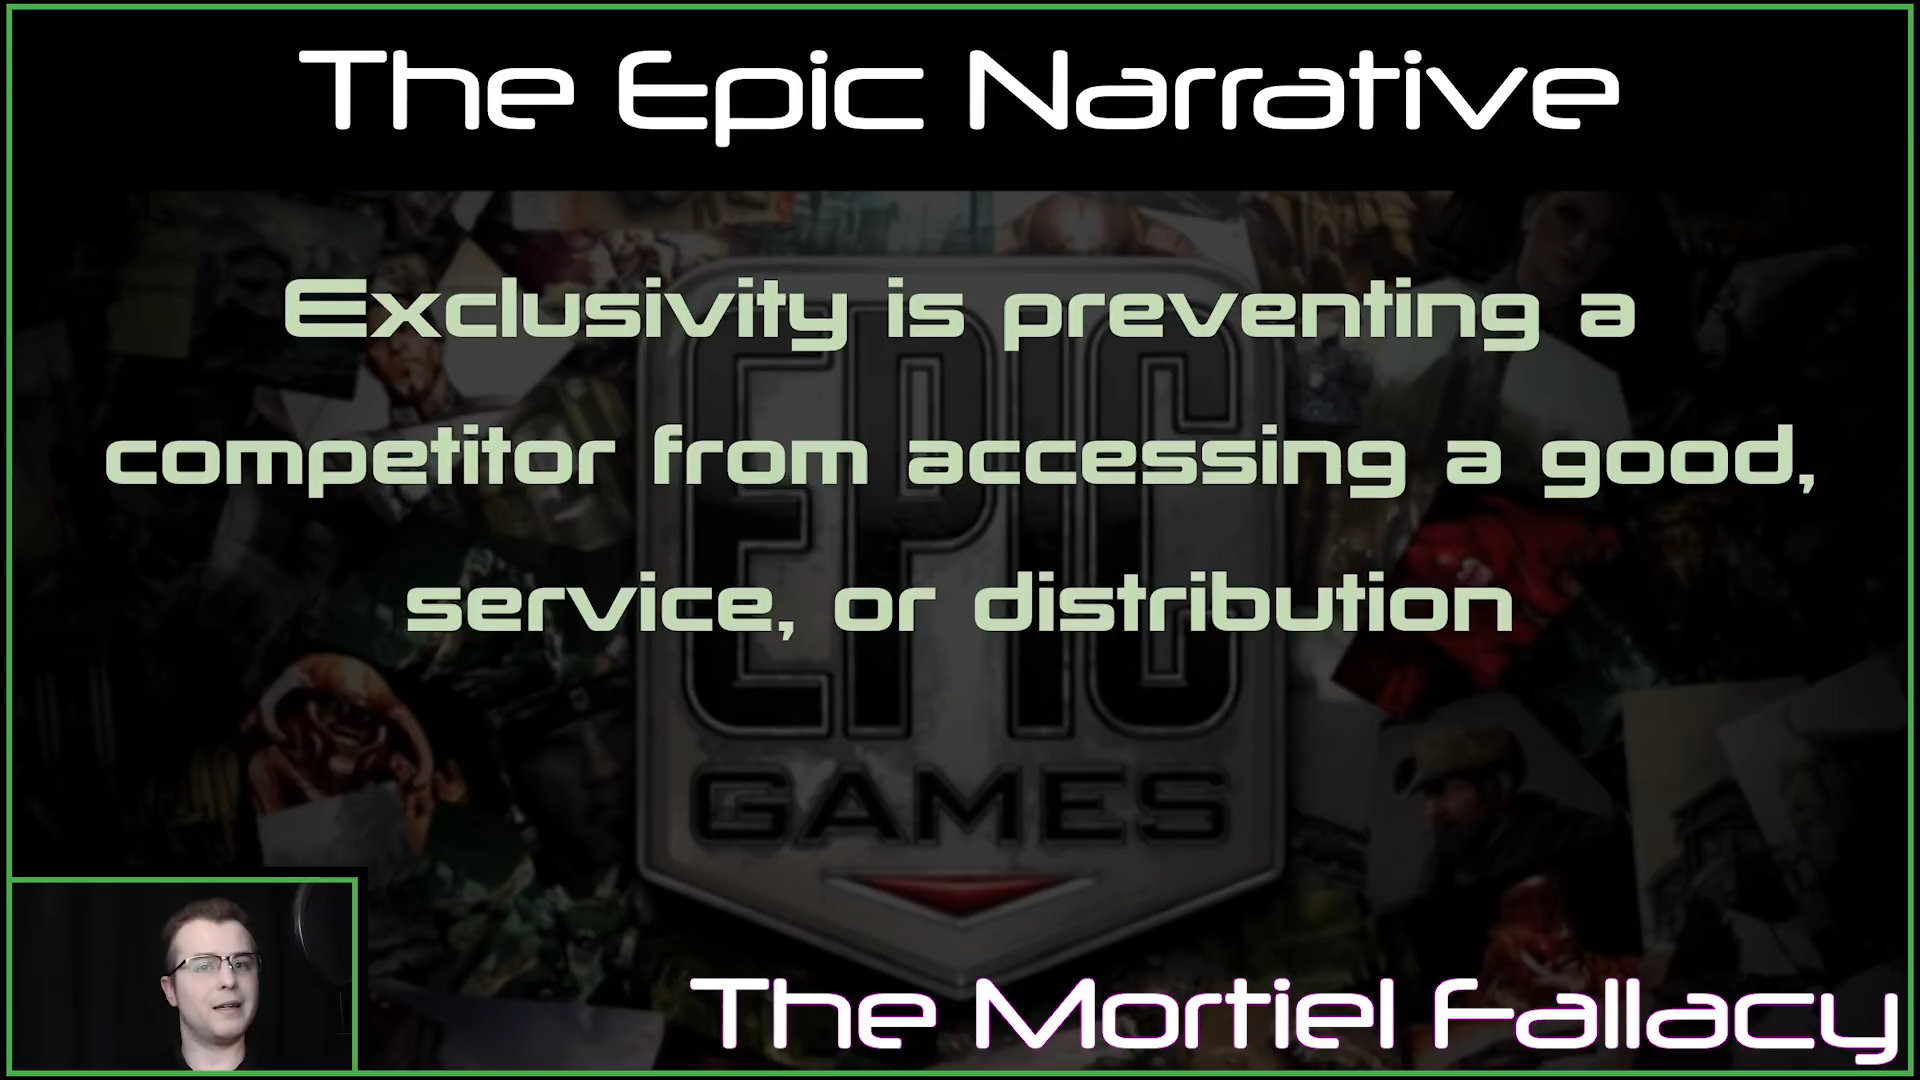 The Epic Narrative
Exclusivity is preventing a
competitor from accessing a good,
service, or distribution
EPIC
GAMES
The Mortiel Fallacy